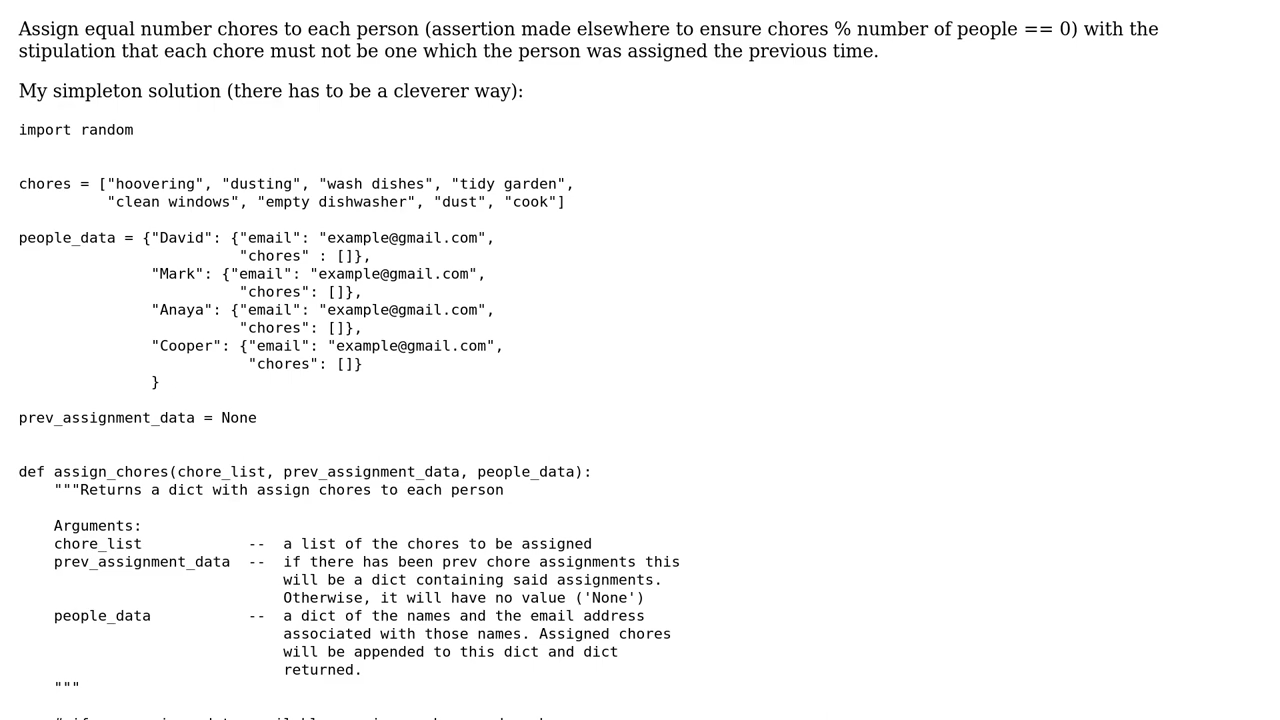 Assign equal number chores to each person (assertion made elsewhere to ensure chores % number of people == 0) with the
stipulation that each chore must not be one which the person was assigned the previous time.
My simpleton solution (there has to be a cleverer way):
import random
chores = ["hoovering", "dusting", "wash dishes", "tidy garden",
"clean windows", "empty dishwasher", "dust", "cook"]
people_data = {"David": {"email": "example@gmail.com",
"chores" : []},
"Mark": {"email": "example@gmail.com",
"chores": []},
"Anaya": {"email": "example@gmail.com",
"chores": []},
"Cooper": {"email": "example@gmail.com",
"chores": []}
}
prev_assignment_data = None
def assign_chores(chore_list, prev_assignment_data, people_data):
"""Returns a dict with assign chores to each person
Arguments:
chore_list -- a list of the chores to be assigned
prev_assignment_data -- if there has been prev chore assignments this
will be a dict containing said assignments.
Otherwise, it will have no value ('None')
people_data -- a dict of the names and the email address
associated with those names. Assigned chores
will be appended to this dict and dict
returned.
"""